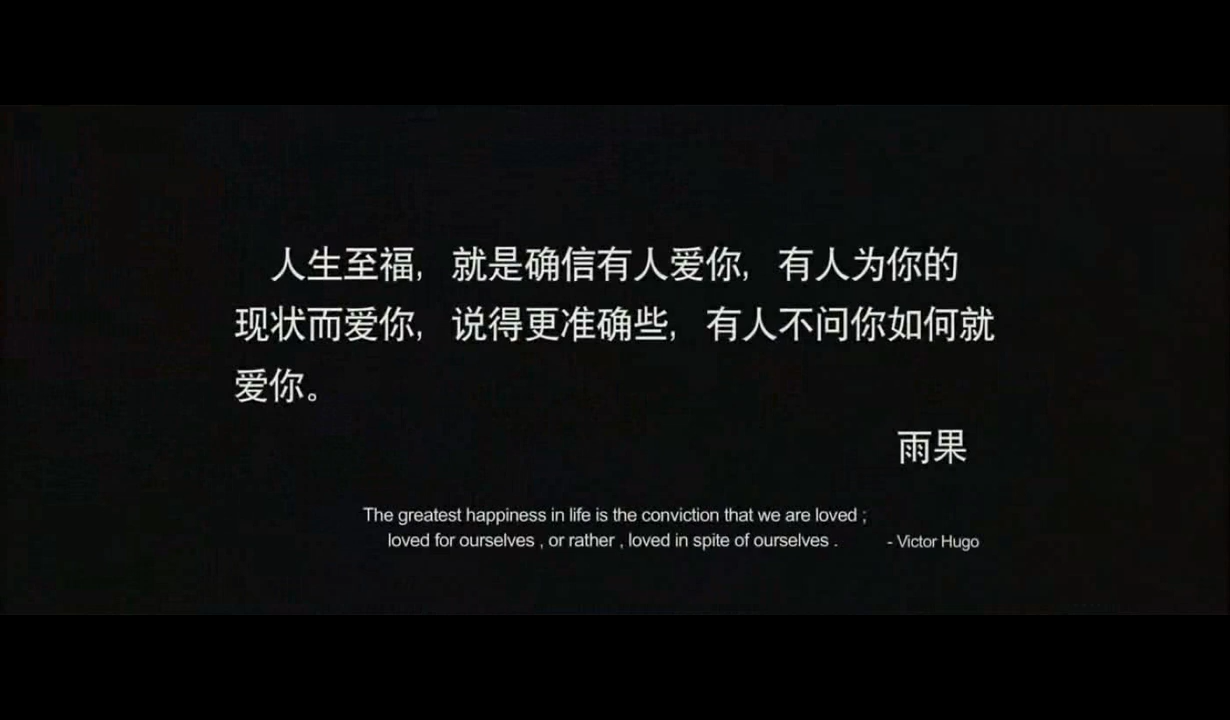 人生至福，就是确信有人爱你，有人为你的
现状而爱你，说得更准确些，有人不问你如何就
爱你。
雨果
The greatest happiness in life is the conviction that we are loved ;
loved for ourselves , or rather , loved in spite of ourselves . - Victor Hugo